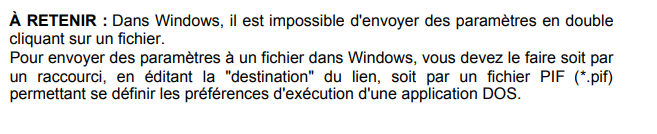 À RETENIR : Dans Windows, il est impossible d'envoyer des paramètres en double
cliquant sur un fichier.
Pour envoyer des paramètres à un fichier dans Windows, vous devez le faire soit par
un raccourci, en éditant la "destination" du lien, soit par un fichier PIF (*.pif)
permettant se définir les préférences d'exécution d'une application DOS.